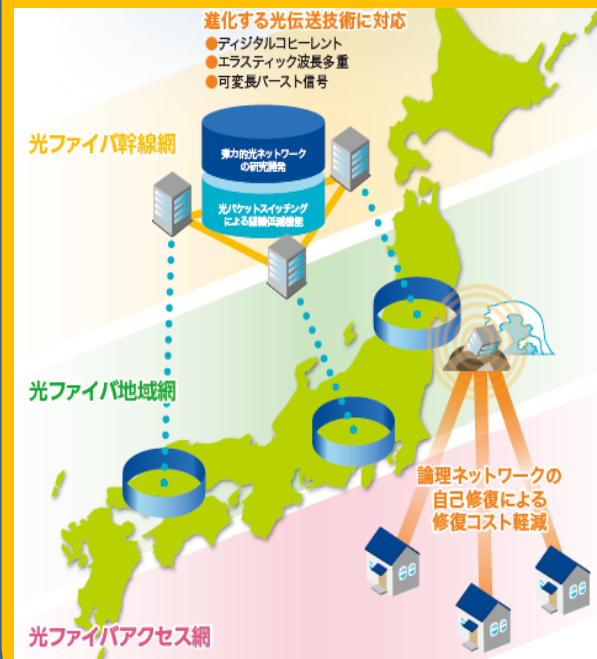 進化する光伝送技術に対応
●ディジタルコヒーレント
●エラスティック波長多重
●可変長バースト信号
光ファイバ幹線網
弾力的光ネットワーク
の研究開発
光パケットスイッチング
による
機能
光ファイバ地域網
論理ネットワークの
自己修復による
修復コスト軽減
光ファイバアクセス網